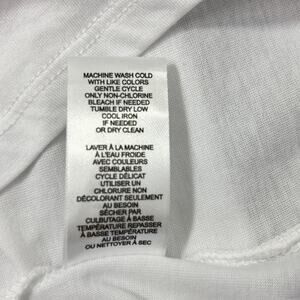 MACHINE WASH COLD
WITH LIKE COLORS
GENTLE CYCLE
ONLY NON-CHLORINE
BLEACH IF NEEDED
TUMBLE DRY LOW
COOL IRON
IF NEEDED
OR DRY CLEAN
LAVER À LA MACHINE
À L'EAU FROIDE
AVEC COULEURS
SEMBLABLES
CYCLE DÉLICAT
UTILISER UN
CHLORURE NON
DÉCOLORANT SEULEMENT
AU BESOIN
SÉCHER PAR
CULBUTAGE À BASSE
TEMPÉRATURE REPASSER
À BASSE TEMPÉRATURE
AU BESOIN
OU NETTOYER À SEC